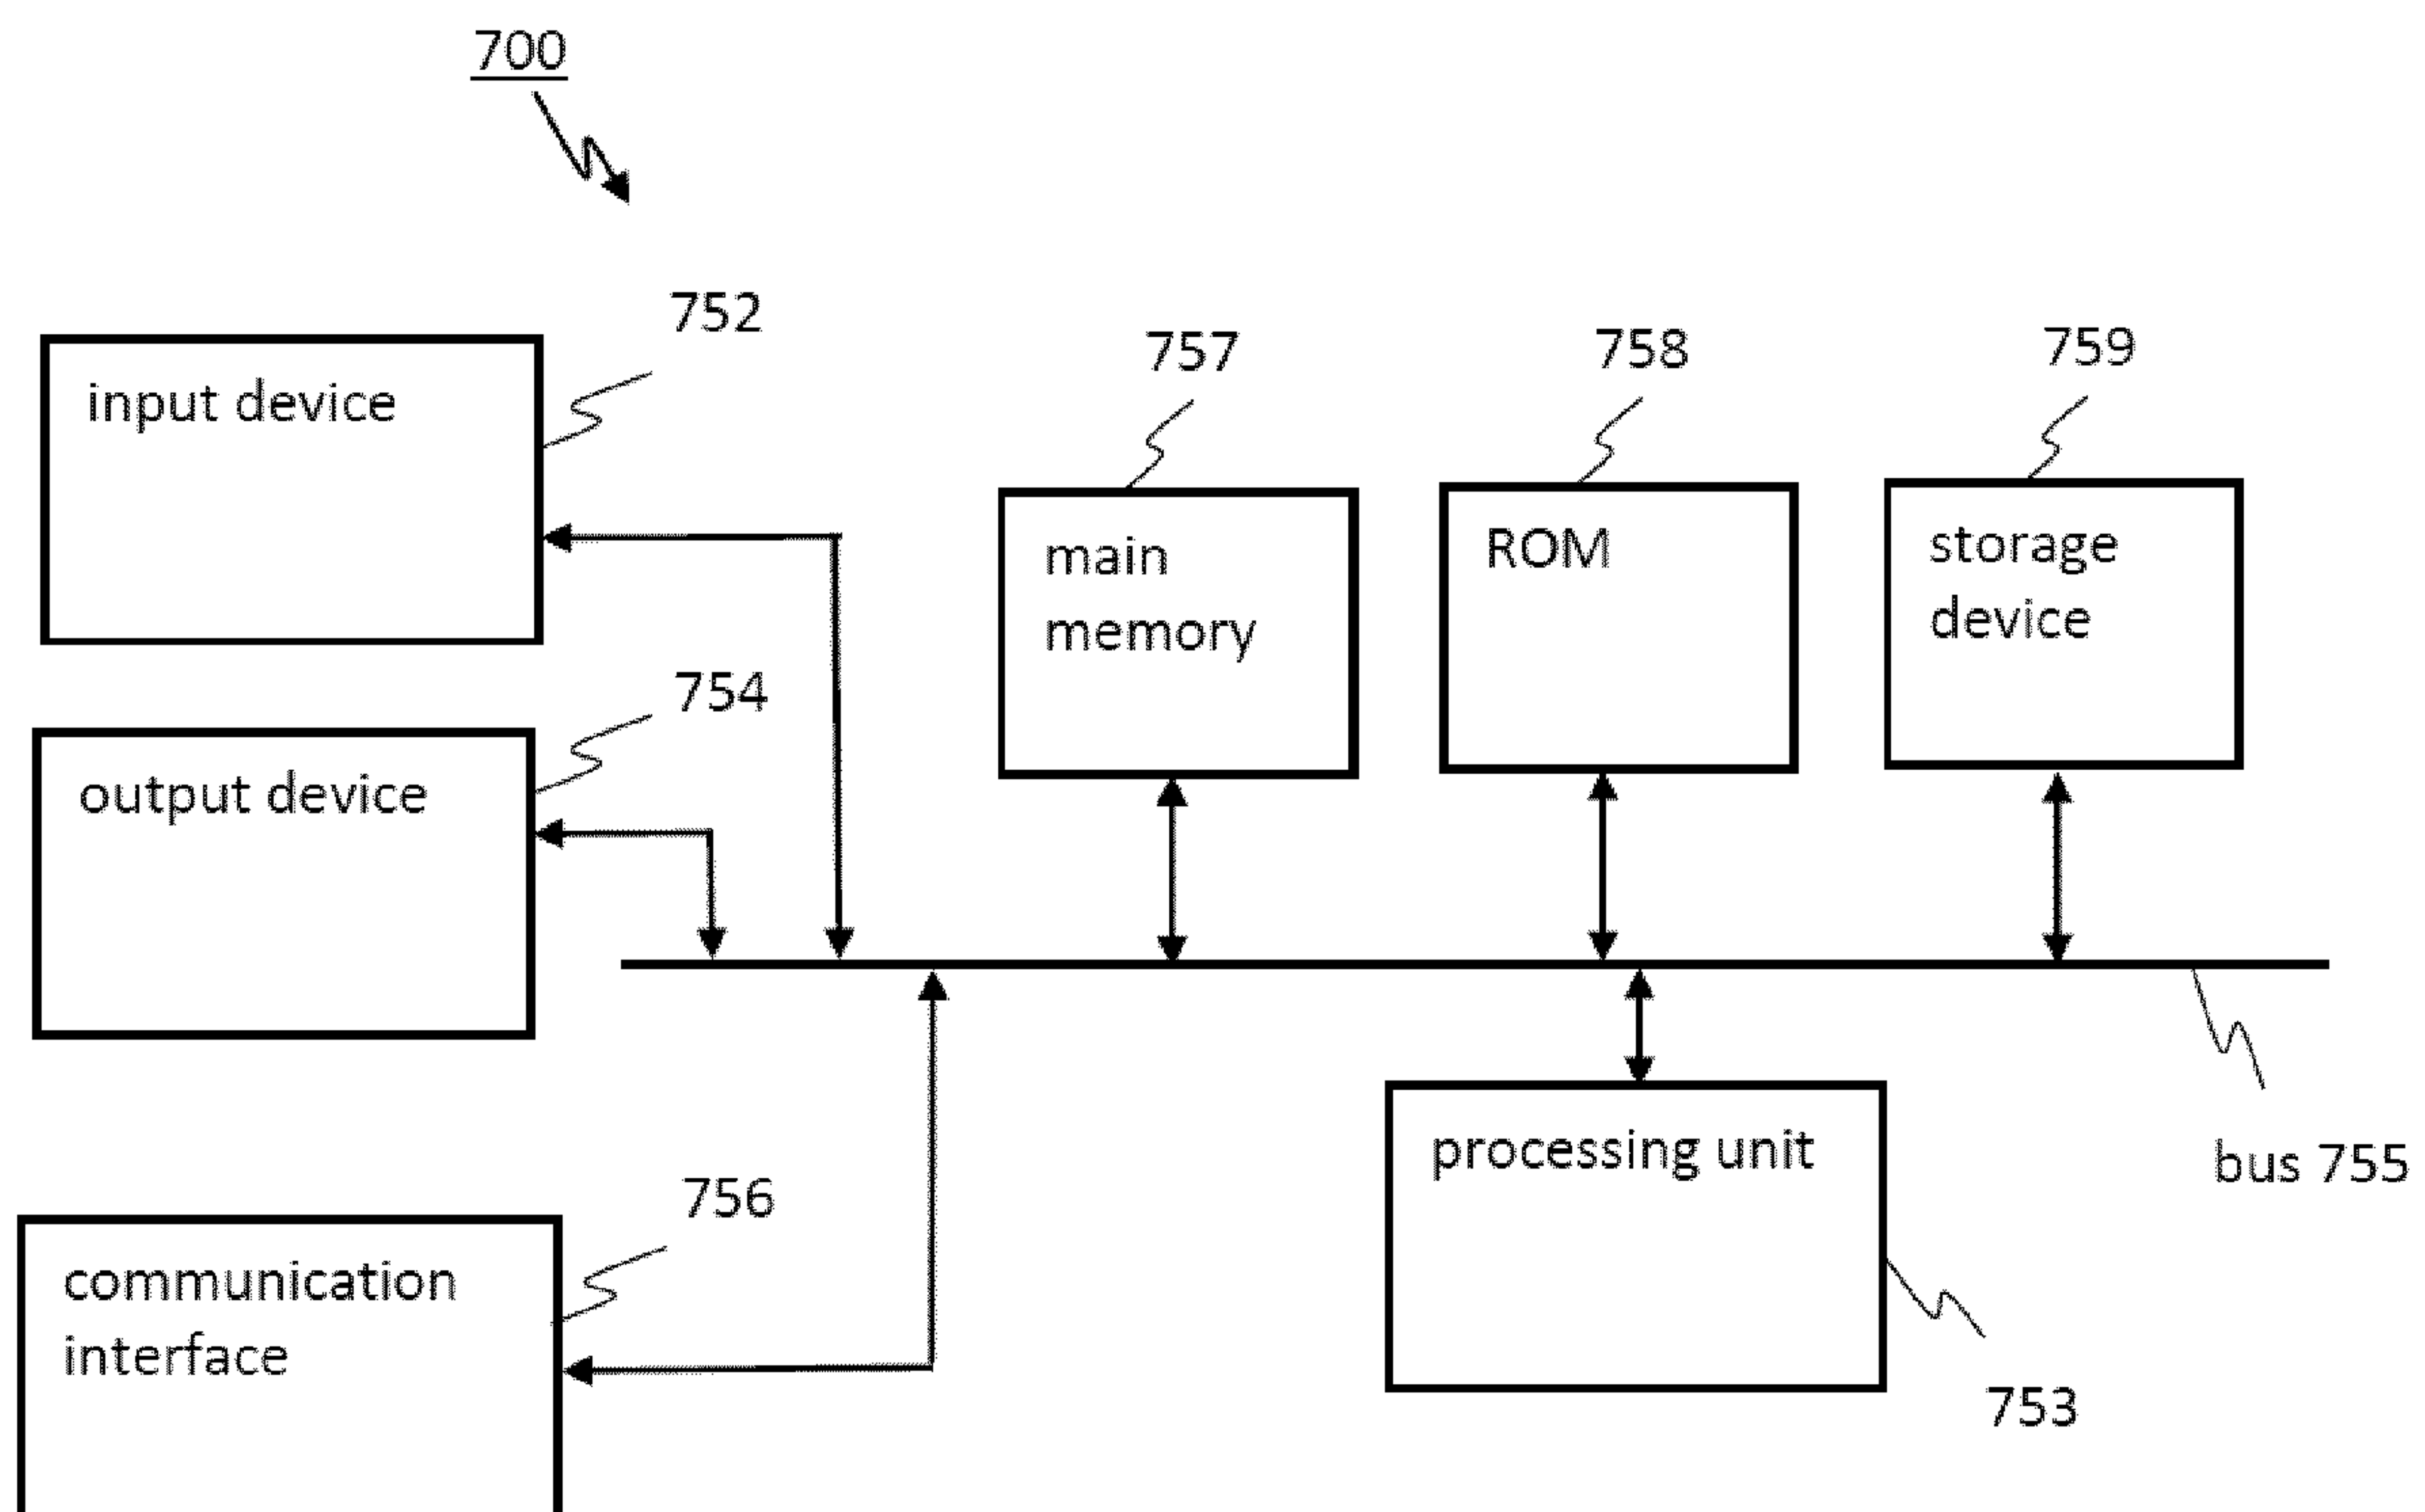 700
752
input device
757
758
759
main
memory
ROM
storage
device
754
output device
756
communication
interface
processing unit
bus 755
753